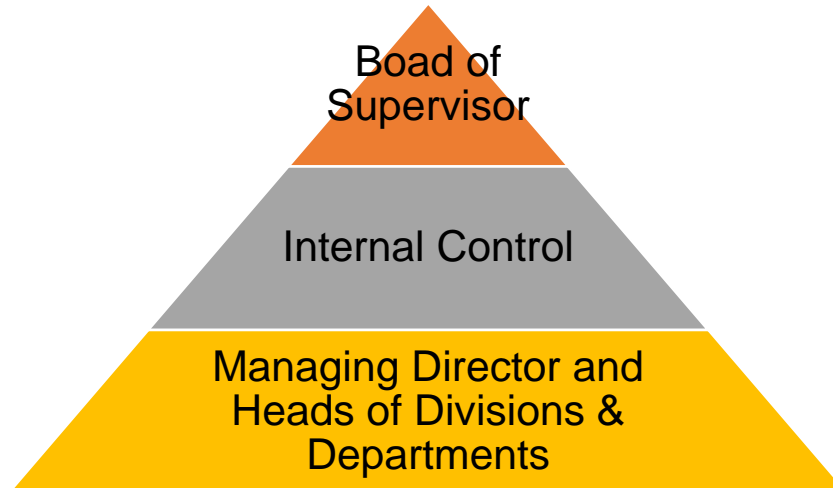 Boad of
Supervisor
Internal Control
Managing Director and
Heads of Divisions &
Departments